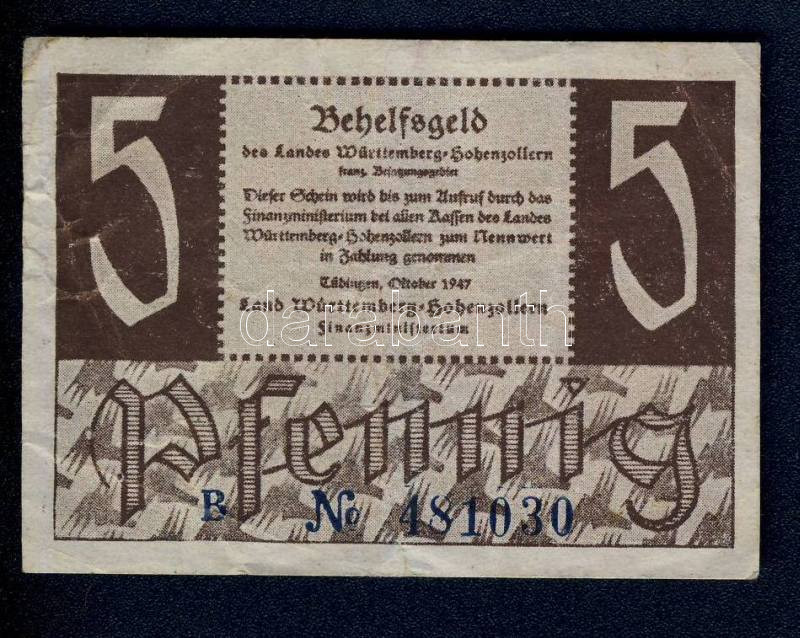 5 5
Behelfsgeld
des Landes Württemberg-Hohenzollern
franz. Besatzungsgebiet
Dieser Schein wird bis zum Aufruf durch das
Finanzministerium bei allen Kassen des Landes
Württemberg-Hohenzollern zum Nennwert
in Zahlung genommen
Tübingen, Oktober 1947
Land Württemberg-Hohenzollern
darabanth
Finanzministerium
Pfennig
B № 481030